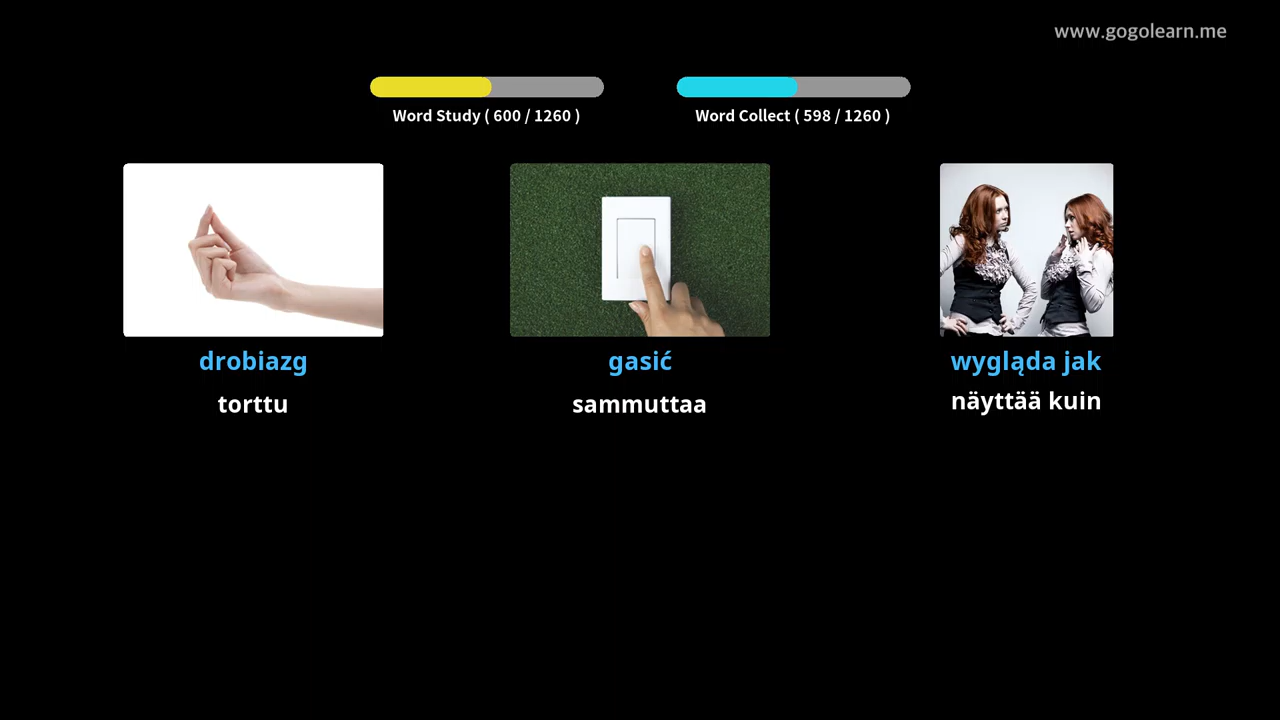 www.gogolearn.me
Word Study ( 600 / 1260 )
Word Collect ( 598 / 1260 )
drobiazg
torttu
gasić
sammuttaa
wygląda jak
näyttää kuin